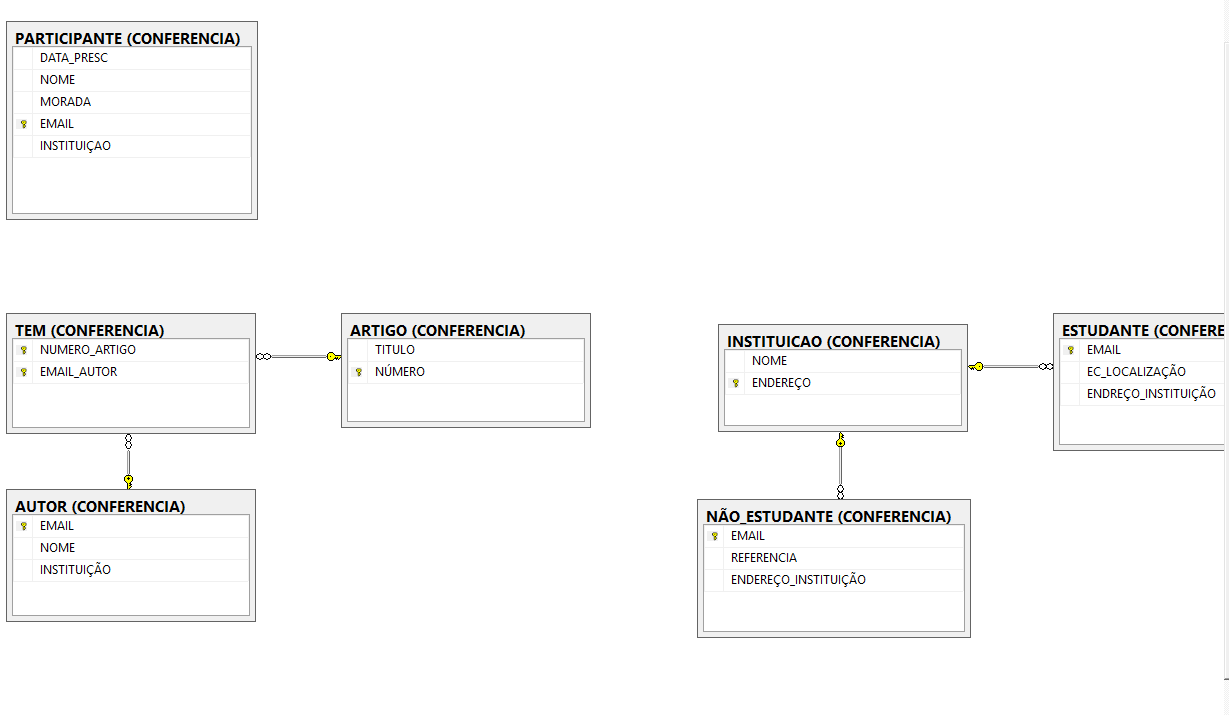 PARTICIPANTE (CONFERENCIA)
DATA_PRESC
NOME
MORADA
EMAIL
INSTITUIÇAO
TEM (CONFERENCIA)
NUMERO_ARTIGO
EMAIL_AUTOR
ARTIGO (CONFERENCIA)
TITULO
NÚMERO
AUTOR (CONFERENCIA)
EMAIL
NOME
INSTITUIÇÃO
INSTITUICAO (CONFERENCIA)
NOME
ENDEREÇO
ESTUDANTE (CONFERE
EMAIL
EC_LOCALIZAÇÃO
ENDREÇO_INSTITUIÇÃO
NÃO_ESTUDANTE (CONFERENCIA)
EMAIL
REFERENCIA
ENDEREÇO_INSTITUIÇÃO